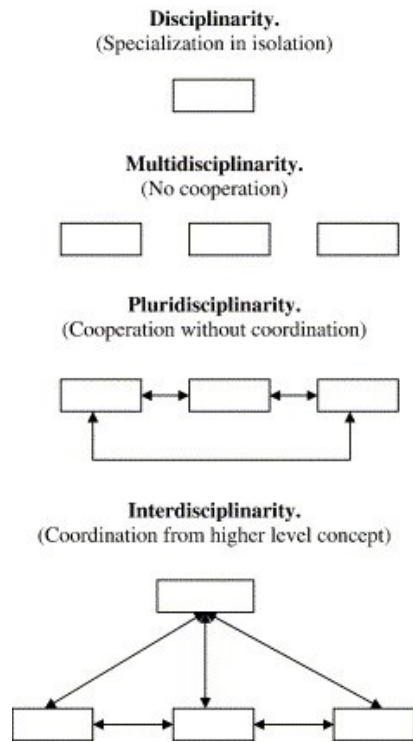 Disciplinarity.
(Specialization in isolation)
Multidisciplinarity.
(No cooperation)
Pluridisciplinarity.
(Cooperation without coordination)
Interdisciplinarity.
(Coordination from higher level concept)